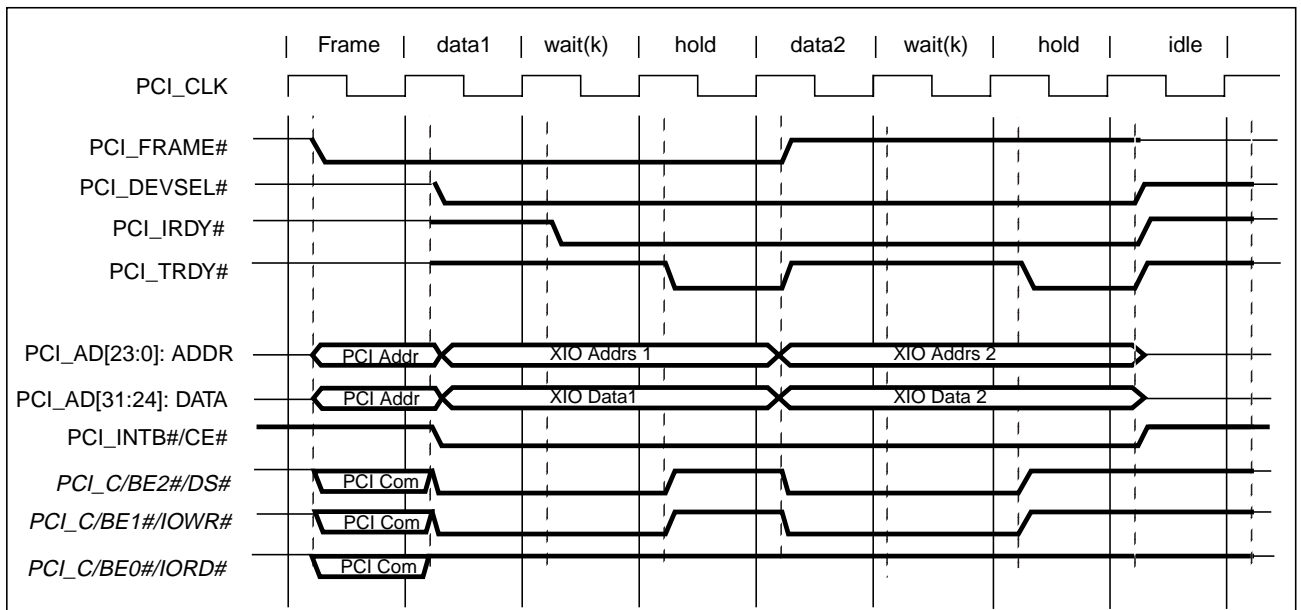 Frame data1 wait(k) hold data2 wait(k) hold idle
PCI_CLK
PCI_FRAME#
PCI_DEVSEL#
PCI_IRDY#
PCI_TRDY#
PCI_AD[23:0]: ADDR PCI Addr XIO Addrs 1 XIO Addrs 2
PCI_AD[31:24]: DATA PCI Addr XIO Data1 XIO Data 2
PCI_INTB#/CE#
PCI_C/BE2#/DS# PCI Com
PCI_C/BE1#/IOWR# PCI Com
PCI_C/BE0#/IORD# PCI Com